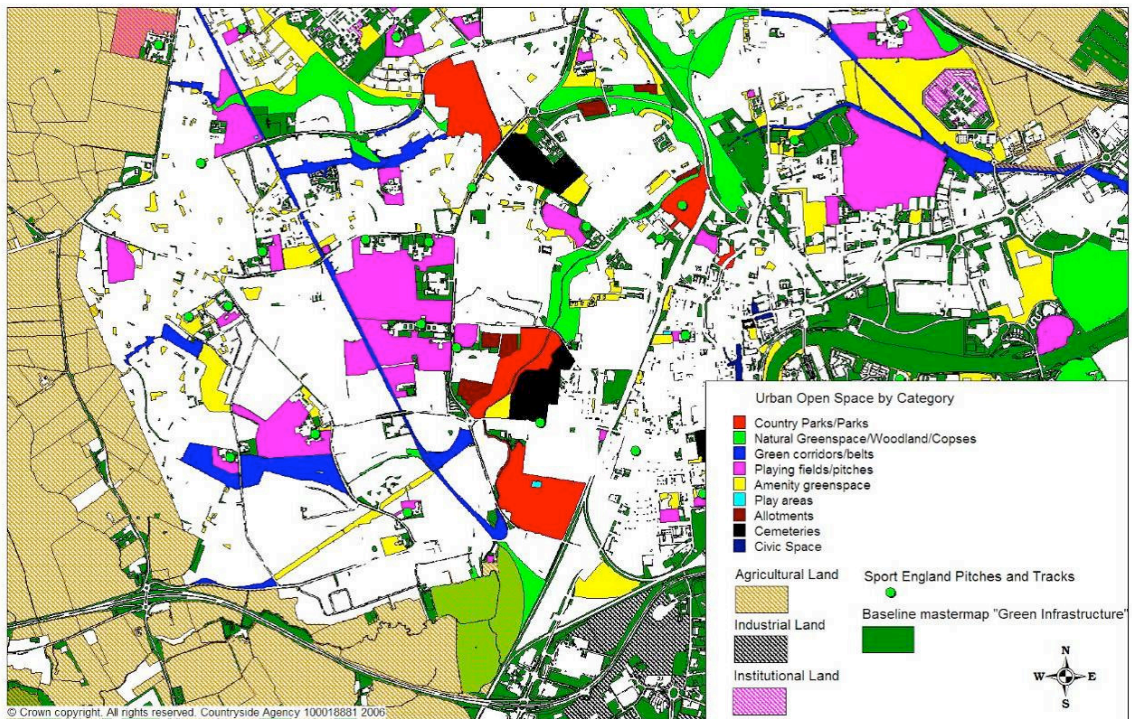 Urban Open Space by Category
Country Parks/Parks
Natural Greenspace/Woodland/Copses
Green corridors/belts
Playing fields/pitches
Amenity greenspace
Play areas
Allotments
Cemeteries
Civic Space
Agricultural Land
Industrial Land
Institutional Land
Sport England Pitches and Tracks
Baseline mastermap "Green Infrastructure"
N
W E
S
© Crown copyright. All rights reserved. Countryside Agency 100018881 2006